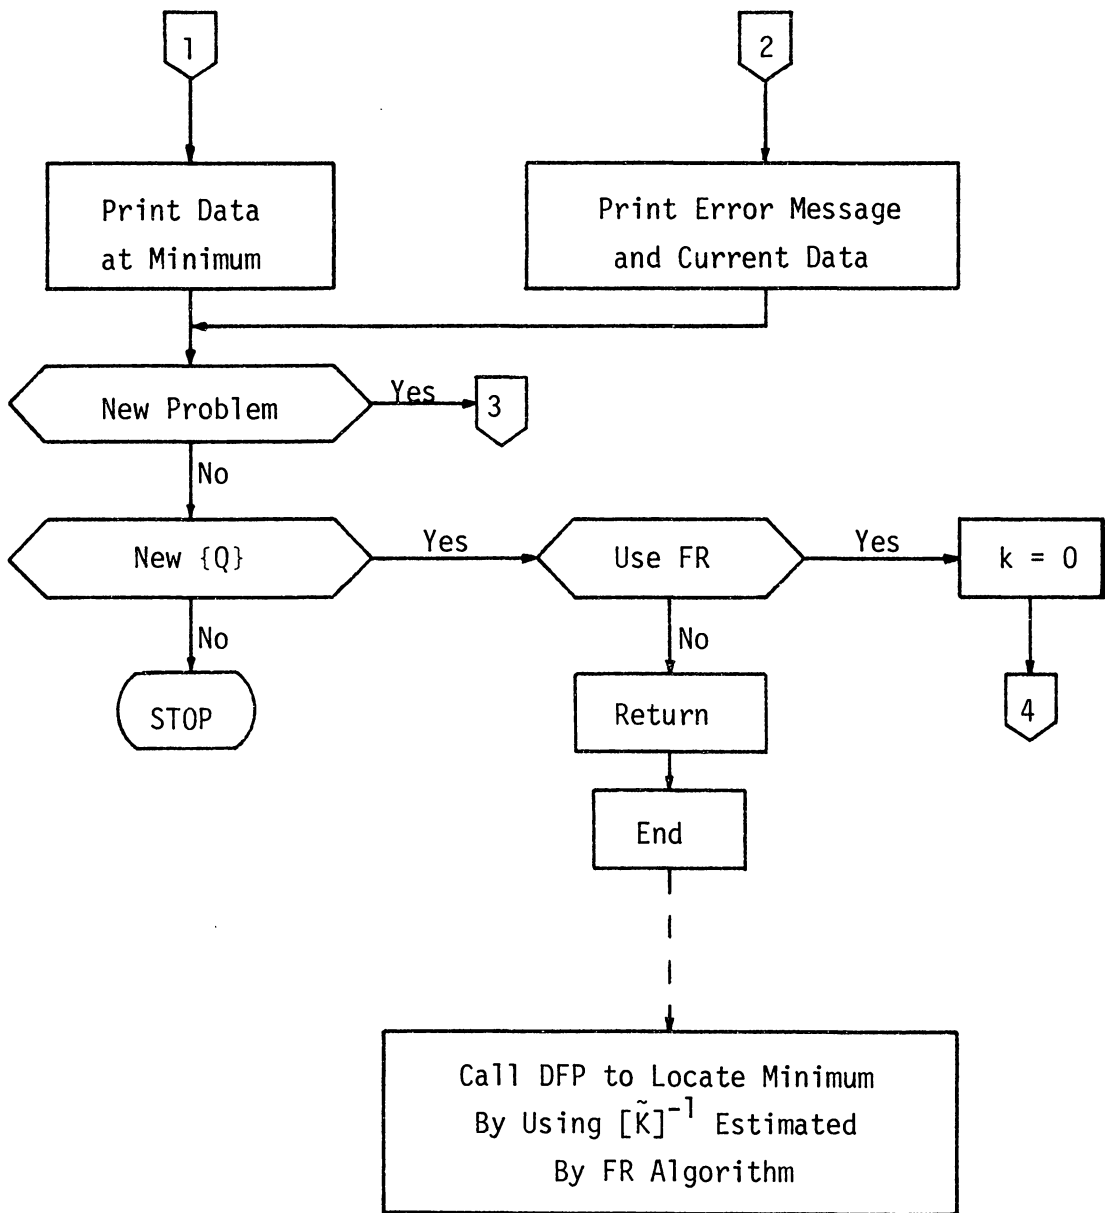 1
2
Print Data
at Minimum
Print Error Message
and Current Data
New Problem
Yes
3
No
New {Q}
Yes
Use FR
Yes
k = 0
No
No
STOP
Return
4
End
Call DFP to Locate Minimum
By Using [K̃]⁻¹ Estimated
By FR Algorithm